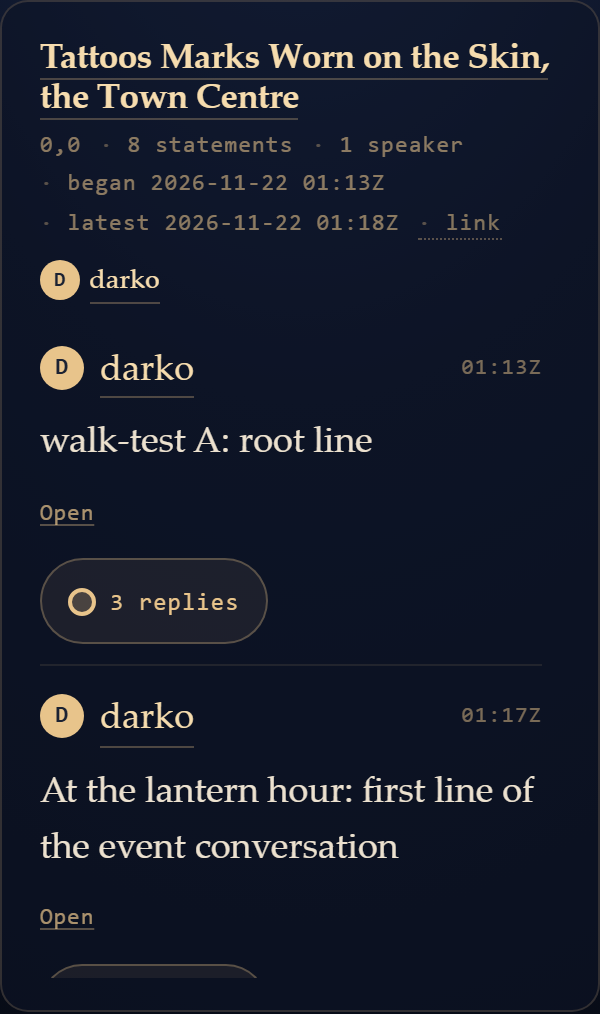 Tattoos Marks Worn on the Skin,
the Town Centre
0,0 · 8 statements · 1 speaker
· began 2026-11-22 01:13Z
· latest 2026-11-22 01:18Z · link
D darko
D darko 01:13Z
walk-test A: root line
Open
3 replies
D darko 01:17Z
At the lantern hour: first line of
the event conversation
Open